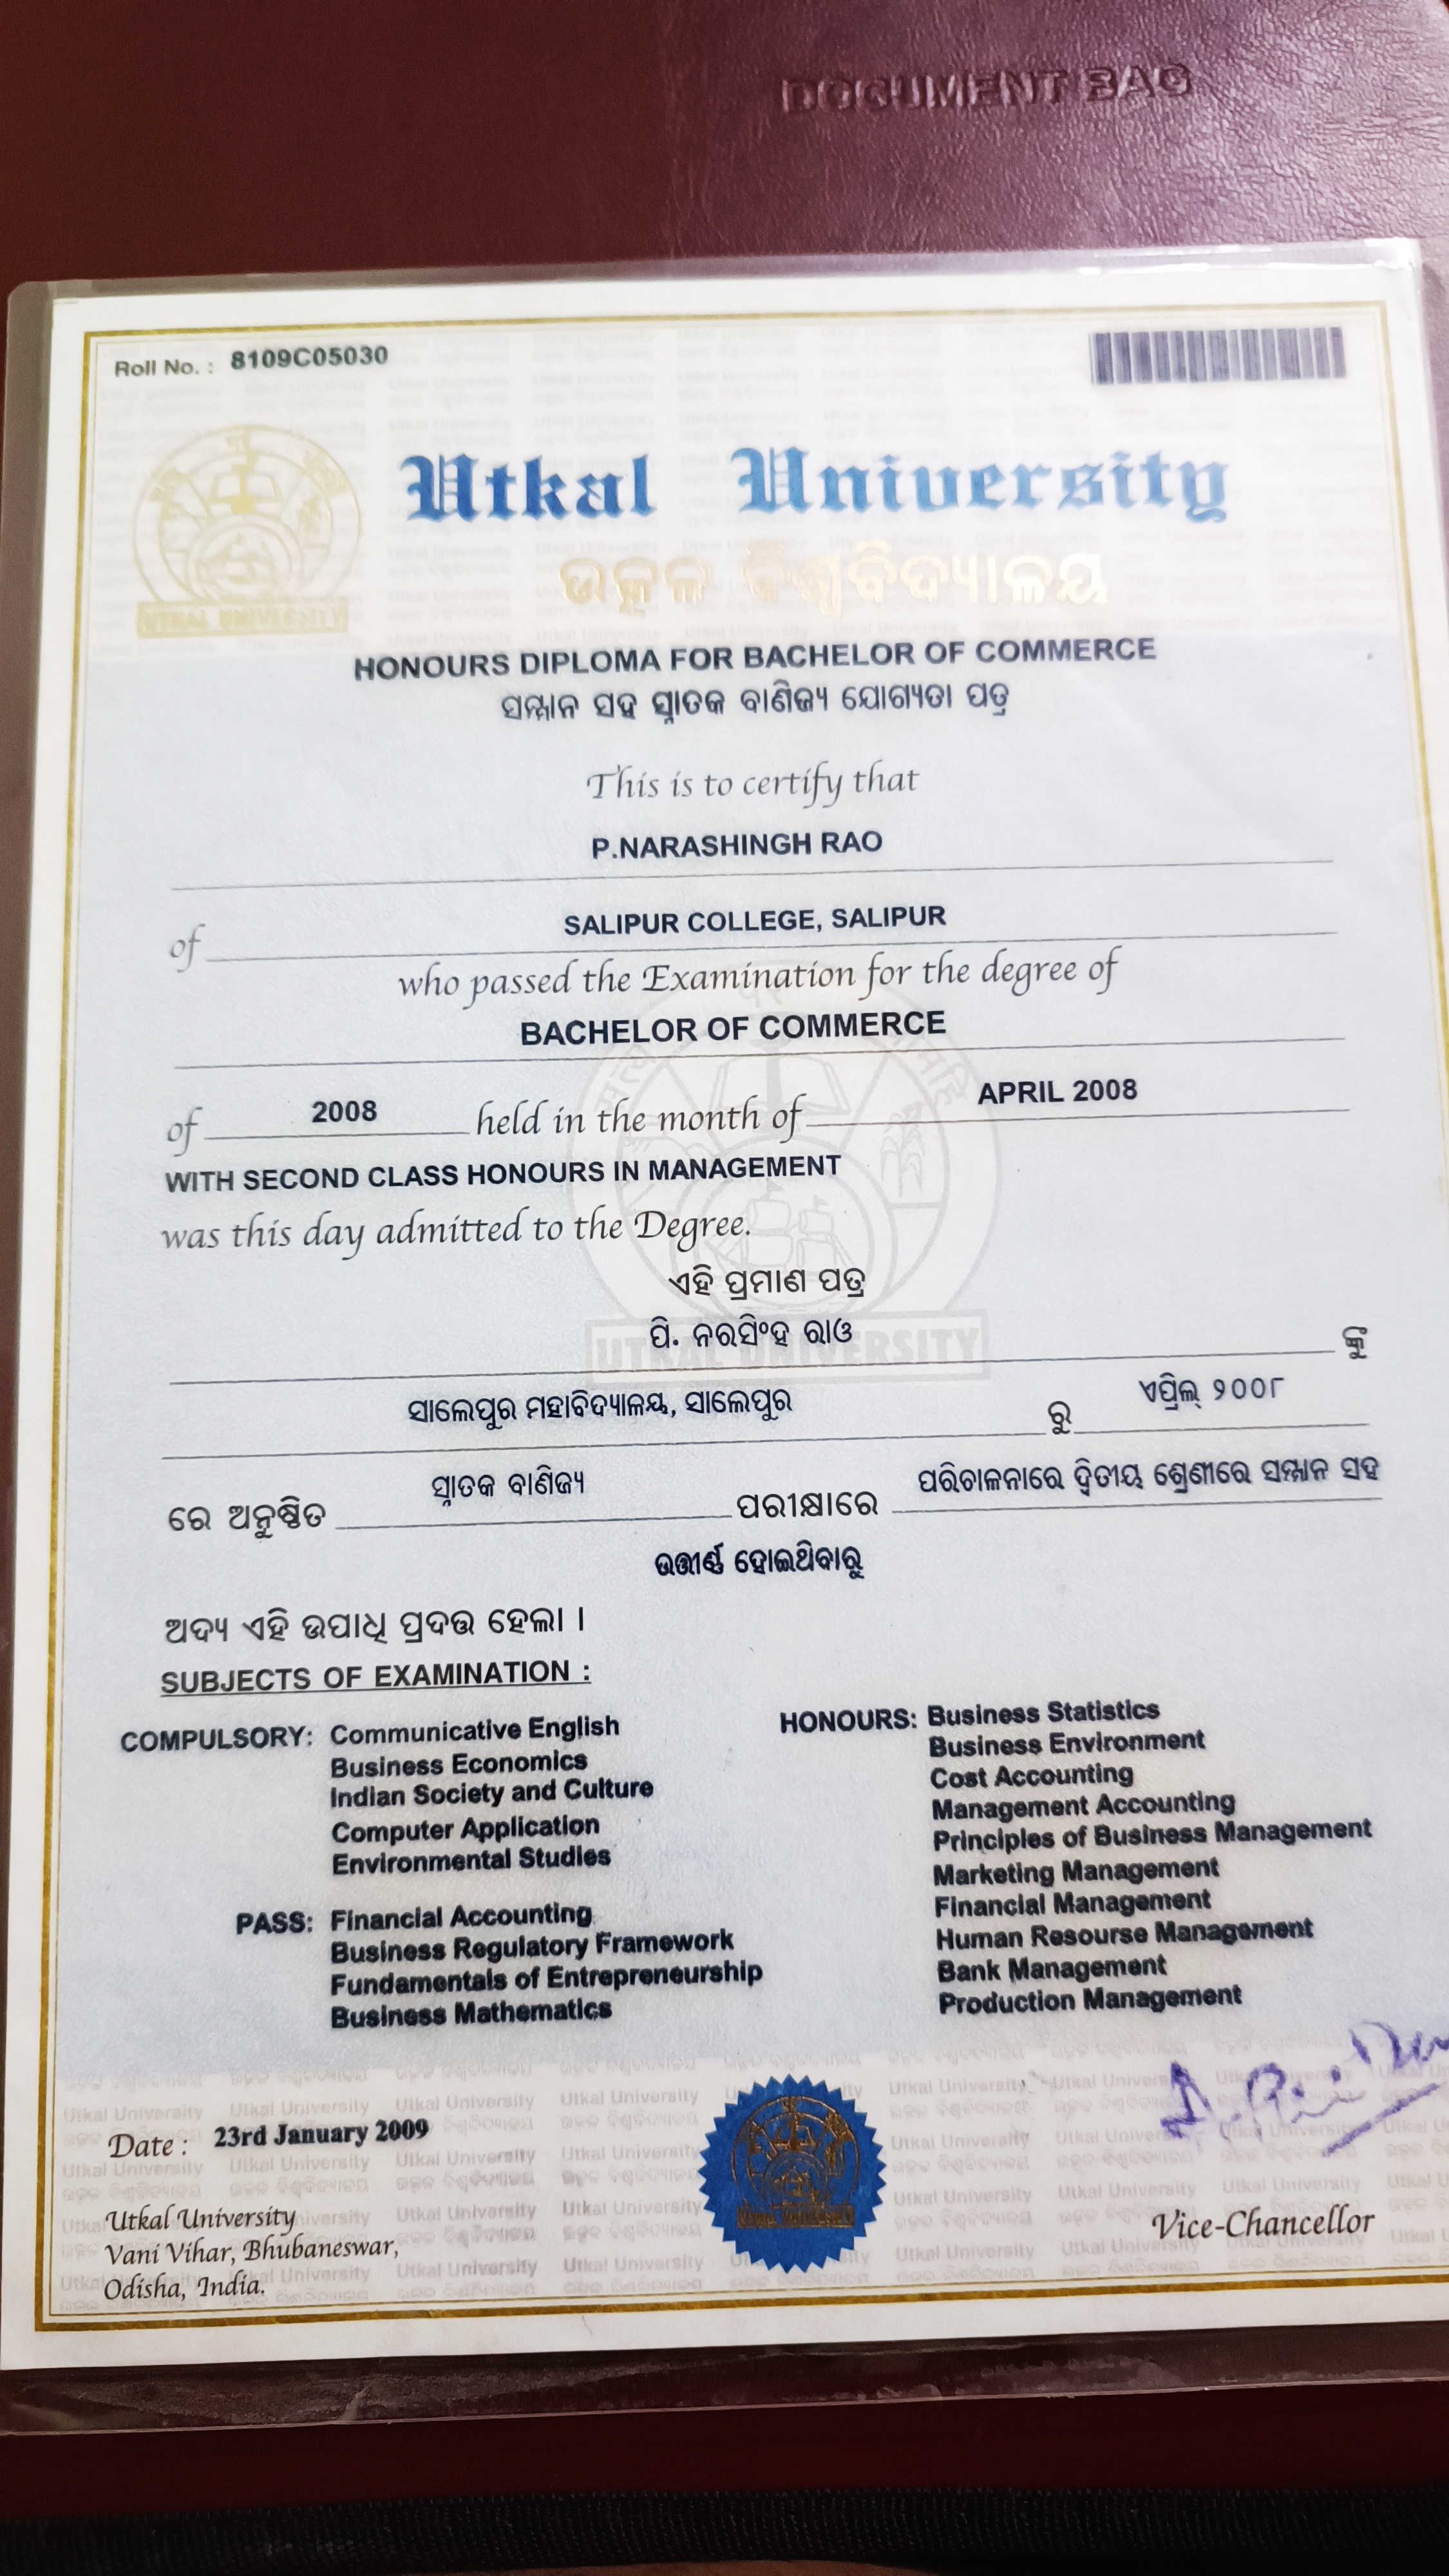 DOCUMENT BAG
Roll No. : 8109C05030
Utkal University
ଉତ୍କଳ ବିଶ୍ୱବିଦ୍ୟାଳୟ
UTKAL UNIVERSITY
HONOURS DIPLOMA FOR BACHELOR OF COMMERCE
ସମ୍ମାନ ସହ ସ୍ନାତକ ବାଣିଜ୍ୟ ଯୋଗ୍ୟତା ପତ୍ର
This is to certify that
P.NARASHINGH RAO
of SALIPUR COLLEGE, SALIPUR
who passed the Examination for the degree of
BACHELOR OF COMMERCE
of 2008 held in the month of APRIL 2008
WITH SECOND CLASS HONOURS IN MANAGEMENT
was this day admitted to the Degree.
ଏହି ପ୍ରମାଣ ପତ୍ର
ପି. ନରସିଂହ ରାଓ ଙ୍କୁ
UTKAL UNIVERSITY
ସାଲେପୁର ମହାବିଦ୍ୟାଳୟ, ସାଲେପୁର ରୁ ଏପ୍ରିଲ୍ ୨୦୦୮
ରେ ଅନୁଷ୍ଠିତ ସ୍ନାତକ ବାଣିଜ୍ୟ ପରୀକ୍ଷାରେ ପରିଚାଳନାରେ ଦ୍ୱିତୀୟ ଶ୍ରେଣୀରେ ସମ୍ମାନ ସହ
ଉତ୍ତୀର୍ଣ୍ଣ ହୋଇଥିବାରୁ
ଅଦ୍ୟ ଏହି ଉପାଧି ପ୍ରଦତ୍ତ ହେଲା ।
SUBJECTS OF EXAMINATION :
COMPULSORY: Communicative English
Business Economics
Indian Society and Culture
Computer Application
Environmental Studies
PASS: Financial Accounting
Business Regulatory Framework
Fundamentals of Entrepreneurship
Business Mathematics
HONOURS: Business Statistics
Business Environment
Cost Accounting
Management Accounting
Principles of Business Management
Marketing Management
Financial Management
Human Resourse Management
Bank Management
Production Management
Date : 23rd January 2009
Utkal University
Vani Vihar, Bhubaneswar,
Odisha, India.
Vice-Chancellor